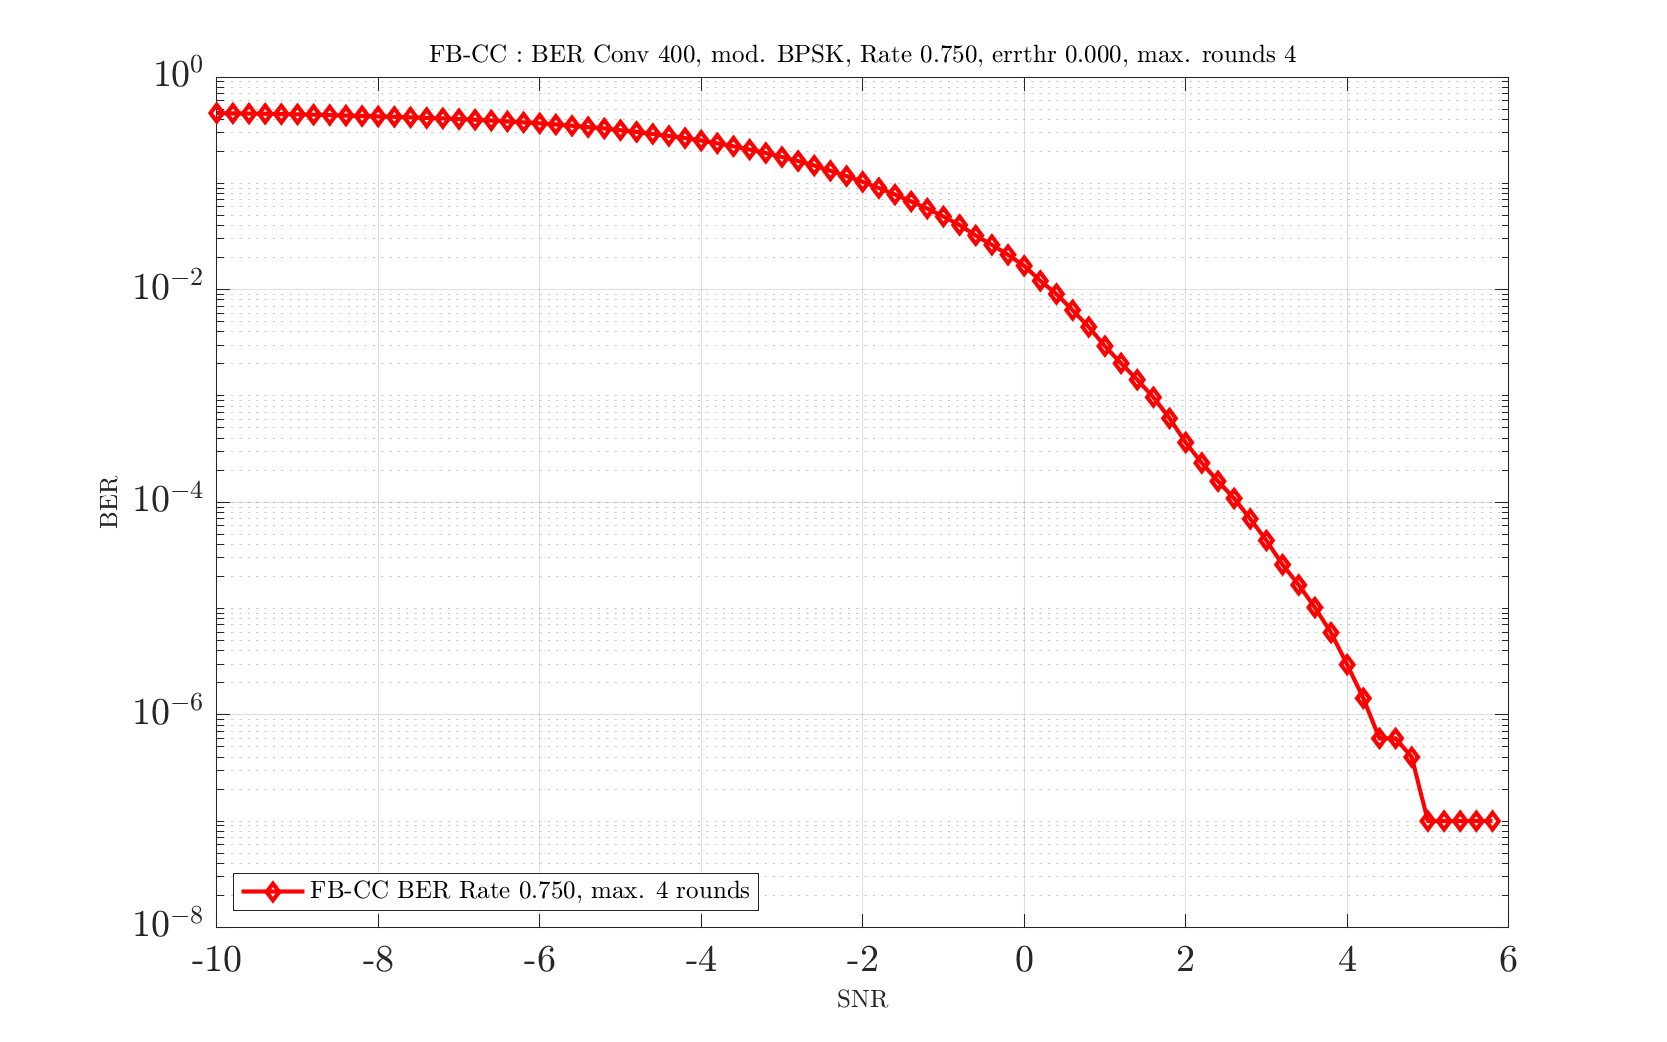 FB-CC : BER Conv 400, mod. BPSK, Rate 0.750, errthr 0.000, max. rounds 4
10^0
10^−2
10^−4
10^−6
10^−8
BER
FB-CC BER Rate 0.750, max. 4 rounds
-10 -8 -6 -4 -2 0 2 4 6
SNR